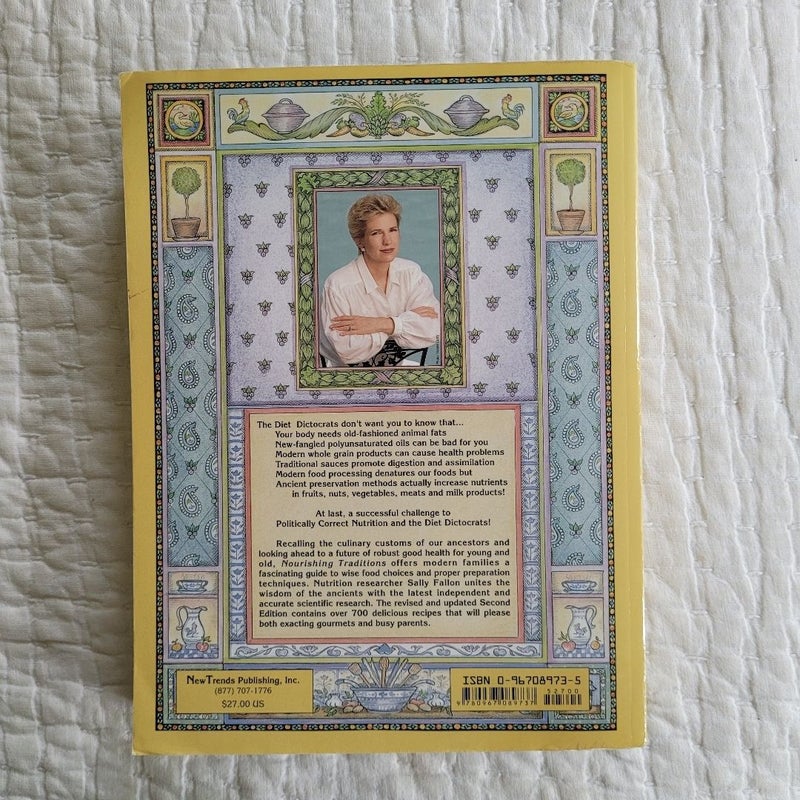 The Diet Dictocrats don't want you to know that...
Your body needs old-fashioned animal fats
New-fangled polyunsaturated oils can be bad for you
Modern whole grain products can cause health problems
Traditional sauces promote digestion and assimilation
Modern food processing denatures our foods but
Ancient preservation methods actually increase nutrients
in fruits, nuts, vegetables, meats and milk products!
At last, a successful challenge to
Politically Correct Nutrition and the Diet Dictocrats!
Recalling the culinary customs of our ancestors and
looking ahead to a future of robust good health for young and
old, Nourishing Traditions offers modern families a
fascinating guide to wise food choices and proper preparation
techniques. Nutrition researcher Sally Fallon unites the
wisdom of the ancients with the latest independent and
accurate scientific research. The revised and updated Second
Edition contains over 700 delicious recipes that will please
both exacting gourmets and busy parents.
NewTrends Publishing, Inc.
(877) 707-1776
$27.00 US
ISBN 0-96708973-5
52700
9 780967 089737